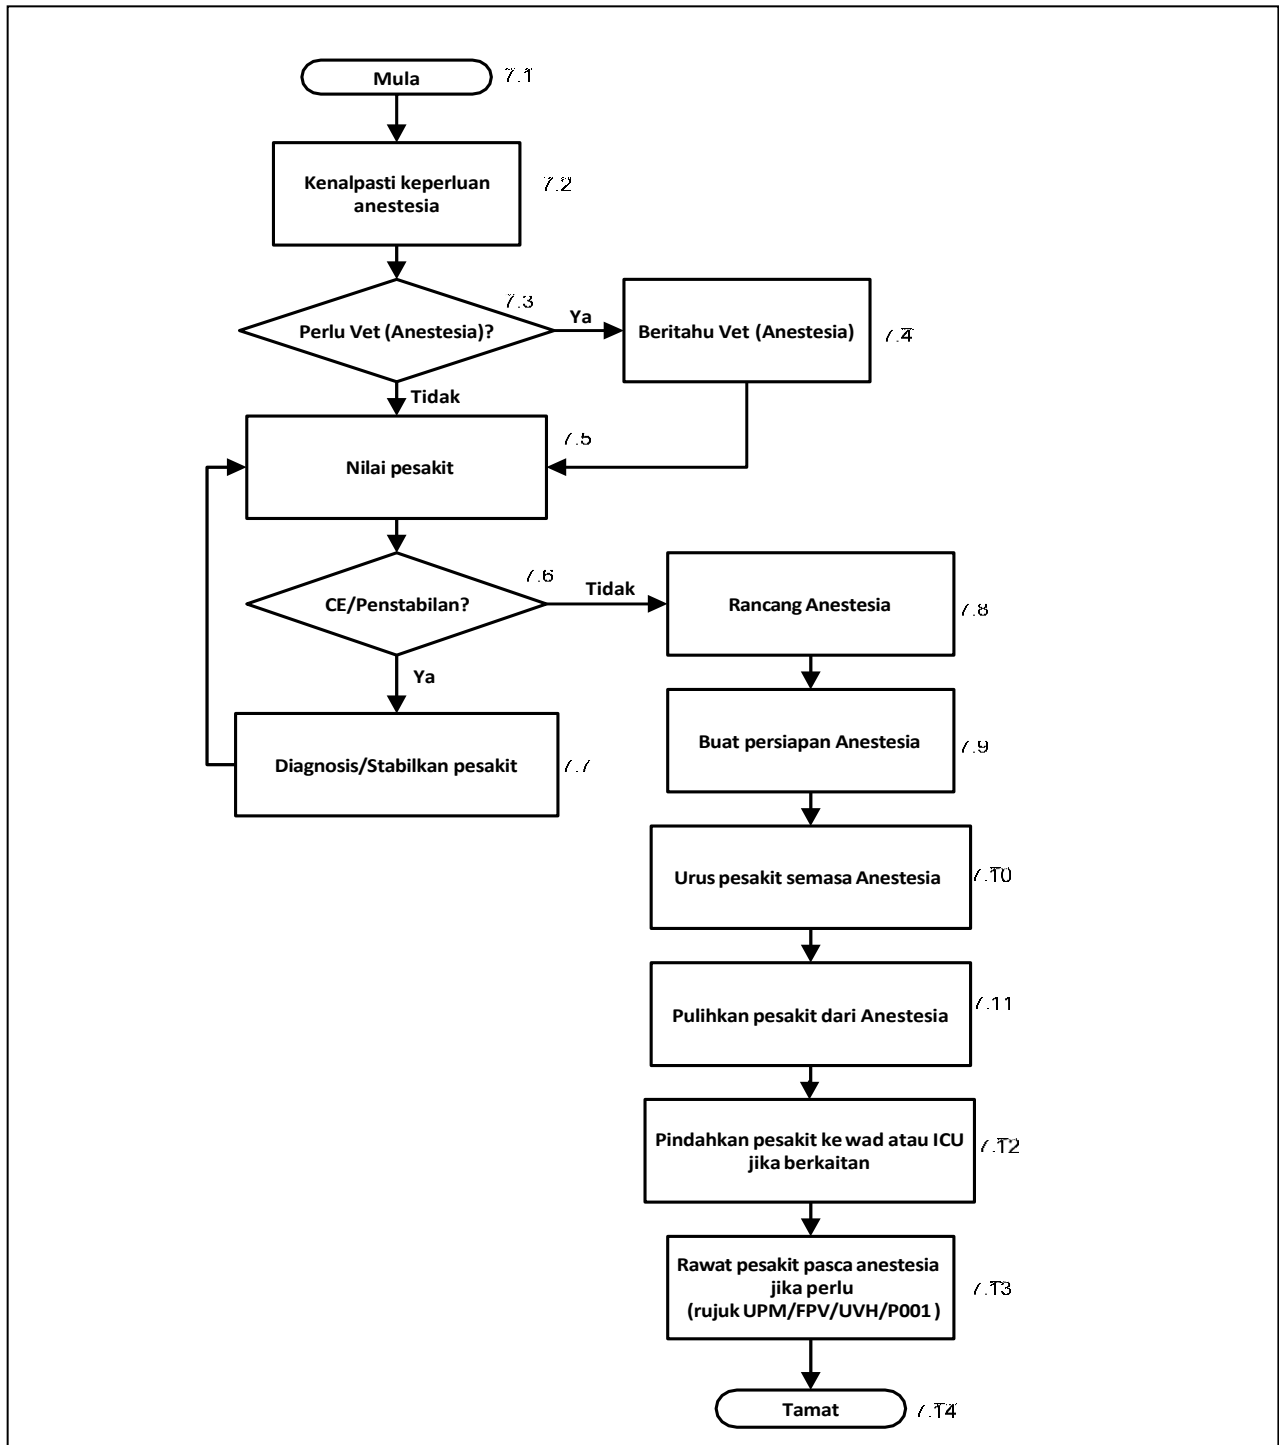 Mula
7.1
Kenalpasti keperluan
anestesia
7.2
Perlu Vet (Anestesia)?
7.3
Ya
Beritahu Vet (Anestesia)
7.4
Tidak
Nilai pesakit
7.5
CE/Penstabilan?
7.6
Tidak
Rancang Anestesia
7.8
Ya
Diagnosis/Stabilkan pesakit
7.7
Buat persiapan Anestesia
7.9
Urus pesakit semasa Anestesia
7.10
Pulihkan pesakit dari Anestesia
7.11
Pindahkan pesakit ke wad atau ICU
jika berkaitan
7.12
Rawat pesakit pasca anestesia
jika perlu
(rujuk UPM/FPV/UVH/P001 )
7.13
Tamat
7.14